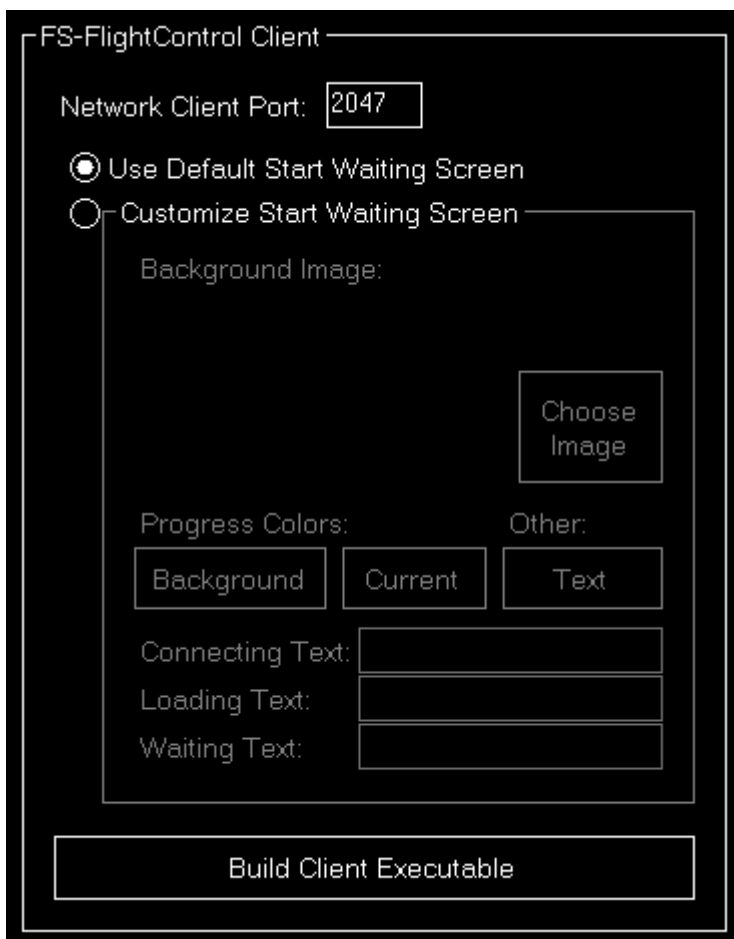 FS-FlightControl Client
Network Client Port: 2047
Use Default Start Waiting Screen
Customize Start Waiting Screen
Background Image:
Choose
Image
Progress Colors: Other:
Background Current Text
Connecting Text:
Loading Text:
Waiting Text:
Build Client Executable